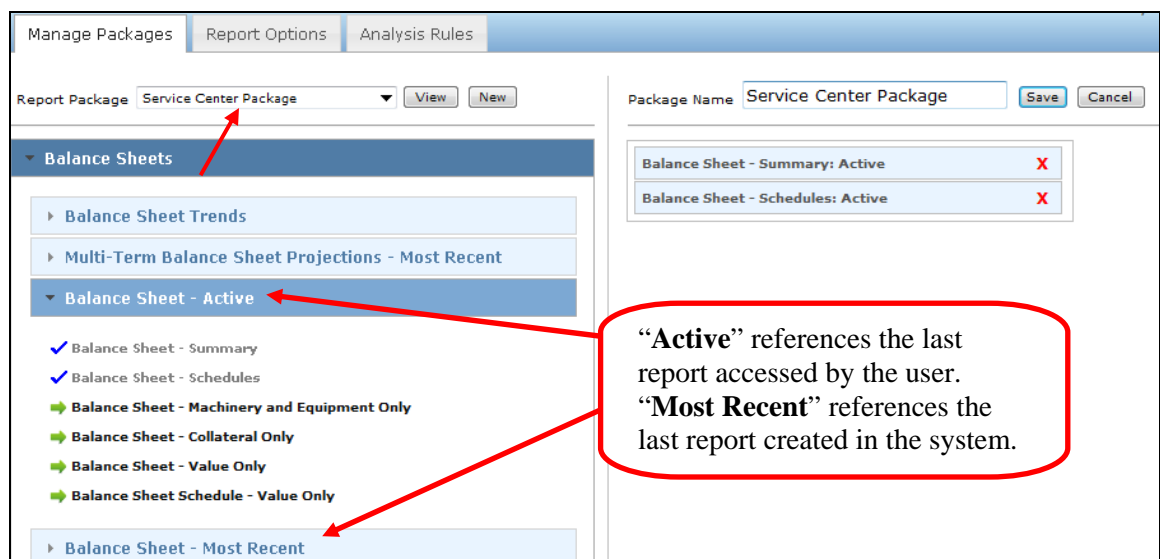 Manage Packages Report Options Analysis Rules
Report Package Service Center Package View New
Package Name Service Center Package Save Cancel
Balance Sheets
Balance Sheet Trends
Multi-Term Balance Sheet Projections - Most Recent
Balance Sheet - Active
Balance Sheet - Summary
Balance Sheet - Schedules
Balance Sheet - Machinery and Equipment Only
Balance Sheet - Collateral Only
Balance Sheet - Value Only
Balance Sheet Schedule - Value Only
Balance Sheet - Most Recent
Balance Sheet - Summary: Active X
Balance Sheet - Schedules: Active X
“Active” references the last
report accessed by the user.
“Most Recent” references the
last report created in the system.